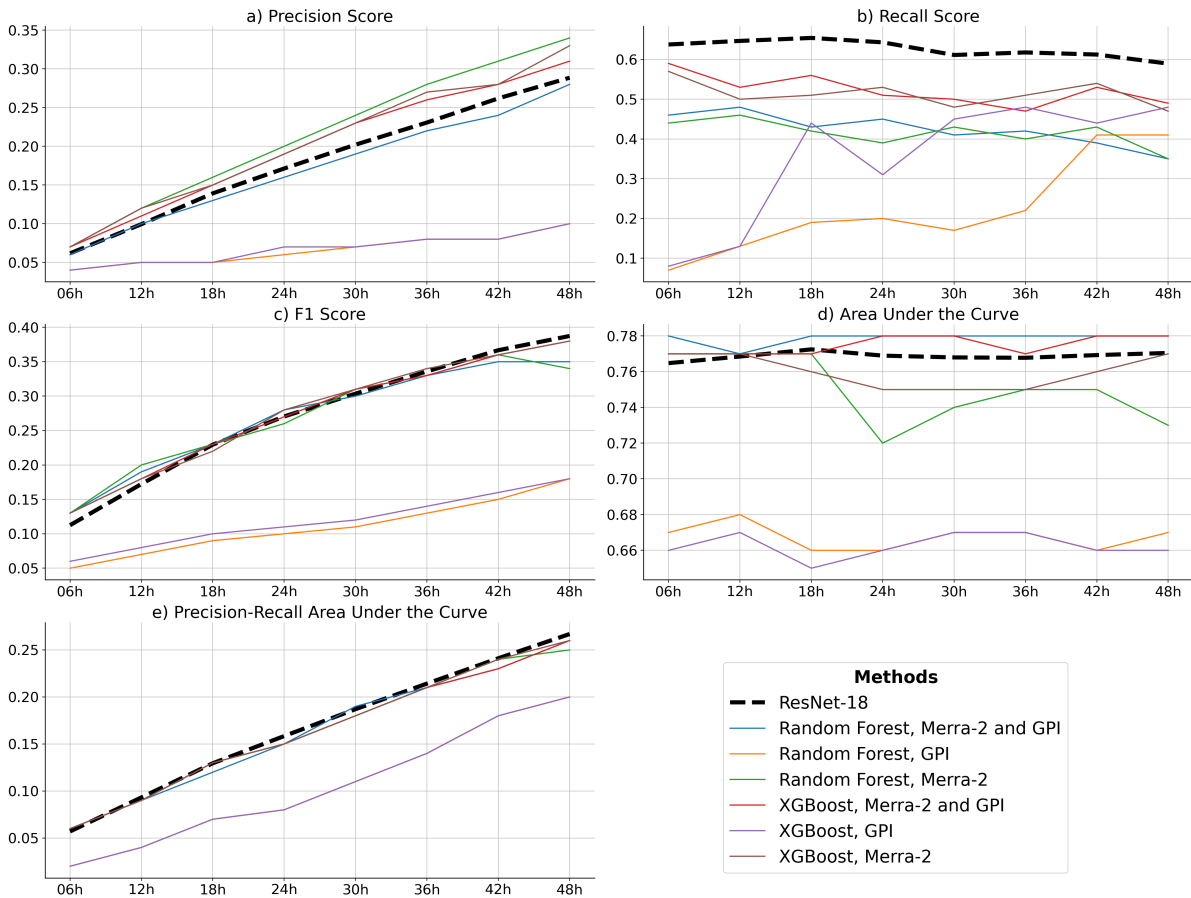 a) Precision Score
0.35
0.30
0.25
0.20
0.15
0.10
0.05
06h 12h 18h 24h 30h 36h 42h 48h
b) Recall Score
0.6
0.5
0.4
0.3
0.2
0.1
06h 12h 18h 24h 30h 36h 42h 48h
c) F1 Score
0.40
0.35
0.30
0.25
0.20
0.15
0.10
0.05
06h 12h 18h 24h 30h 36h 42h 48h
d) Area Under the Curve
0.78
0.76
0.74
0.72
0.70
0.68
0.66
06h 12h 18h 24h 30h 36h 42h 48h
e) Precision-Recall Area Under the Curve
0.25
0.20
0.15
0.10
0.05
06h 12h 18h 24h 30h 36h 42h 48h
Methods
ResNet-18
Random Forest, Merra-2 and GPI
Random Forest, GPI
Random Forest, Merra-2
XGBoost, Merra-2 and GPI
XGBoost, GPI
XGBoost, Merra-2